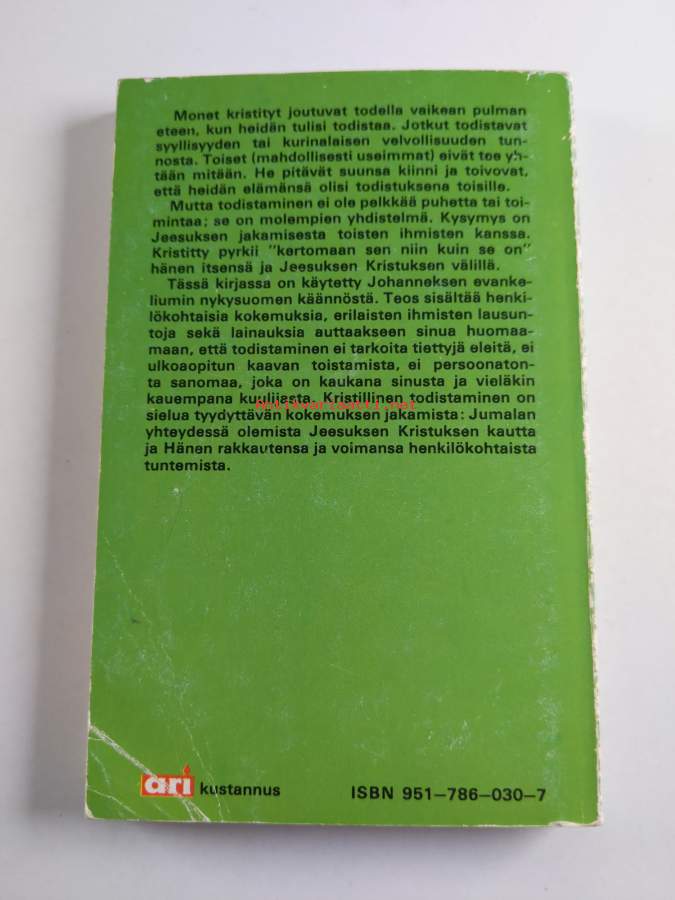 Monet kristityt joutuvat todella vaikean pulman
eteen, kun heidän tulisi todistaa. Jotkut todistavat
syyllisyyden tai kurinalaisen velvollisuuden tun-
nosta. Toiset (mahdollisesti useimmat) eivät tee yh-
tään mitään. He pitävät suunsa kiinni ja toivovat,
että heidän elämänsä olisi todistuksena toisille.
Mutta todistaminen ei ole pelkkää puhetta tai toi-
mintaa; se on molempien yhdistelmä. Kysymys on
Jeesuksen jakamisesta toisten ihmisten kanssa.
Kristitty pyrkii "kertomaan sen niin kuin se on"
hänen itsensä ja Jeesuksen Kristuksen välillä.
Tässä kirjassa on käytetty Johanneksen evanke-
liumin nykysuomen käännöstä. Teos sisältää henki-
lökohtaisia kokemuksia, erilaisten ihmisten lausun-
toja sekä lainauksia auttaakseen sinua huomaa-
maan, että todistaminen ei tarkoita tiettyjä eleitä, ei
ulkoaopitun kaavan toistamista, ei persoonaton-
ta sanomaa, joka on kaukana sinusta ja vieläkin
kauempana kuulijasta. Kristillinen todistaminen on
Antikvariaatti.net
sielua tyydyttävän kokemuksen jakamista: Jumalan
yhteydessä olemista Jeesuksen Kristuksen kautta
ja Hänen rakkautensa ja voimansa henkilökohtaista
tuntemista.
ari kustannus
ISBN 951-786-030-7